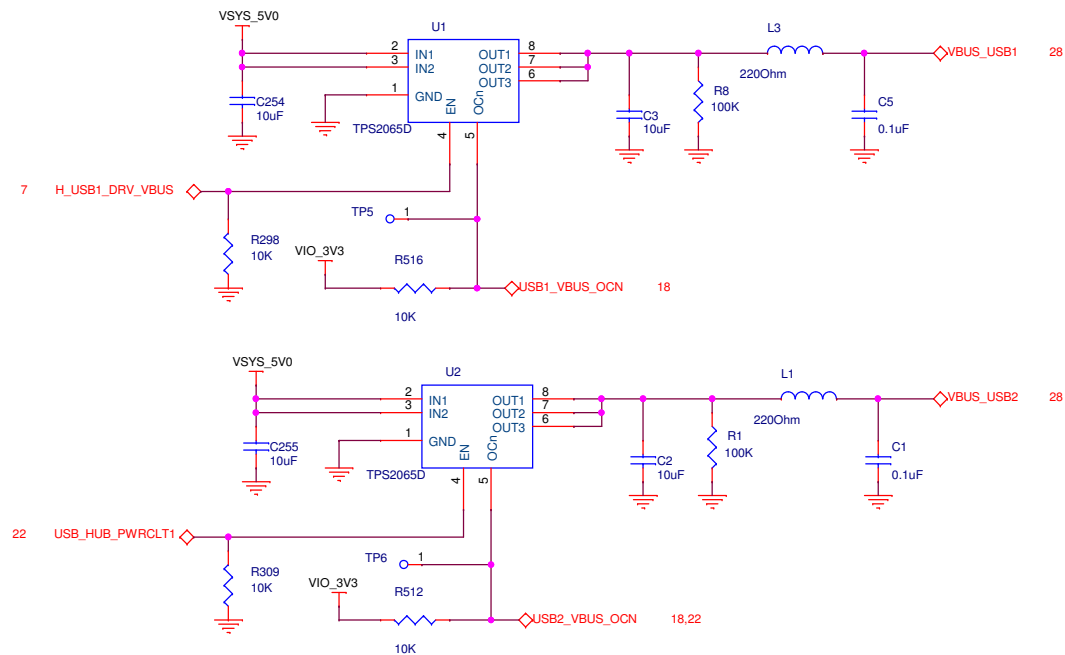 VSYS_5V0
U1
L3
2
IN1
OUT1
8
VBUS_USB1
28
3
IN2
OUT2
7
OUT3
6
220Ohm
1
GND
EN
OCn
R8
100K
C254
10uF
C3
10uF
C5
0.1uF
TPS2065D
4
5
7
H_USB1_DRV_VBUS
TP5
1
R298
10K
VIO_3V3
R516
USB1_VBUS_OCN
18
10K
VSYS_5V0
U2
L1
2
IN1
OUT1
8
VBUS_USB2
28
3
IN2
OUT2
7
OUT3
6
220Ohm
1
GND
EN
OCn
R1
100K
C255
10uF
C2
10uF
C1
0.1uF
TPS2065D
4
5
22
USB_HUB_PWRCLT1
TP6
1
R309
10K
VIO_3V3
R512
USB2_VBUS_OCN
18,22
10K